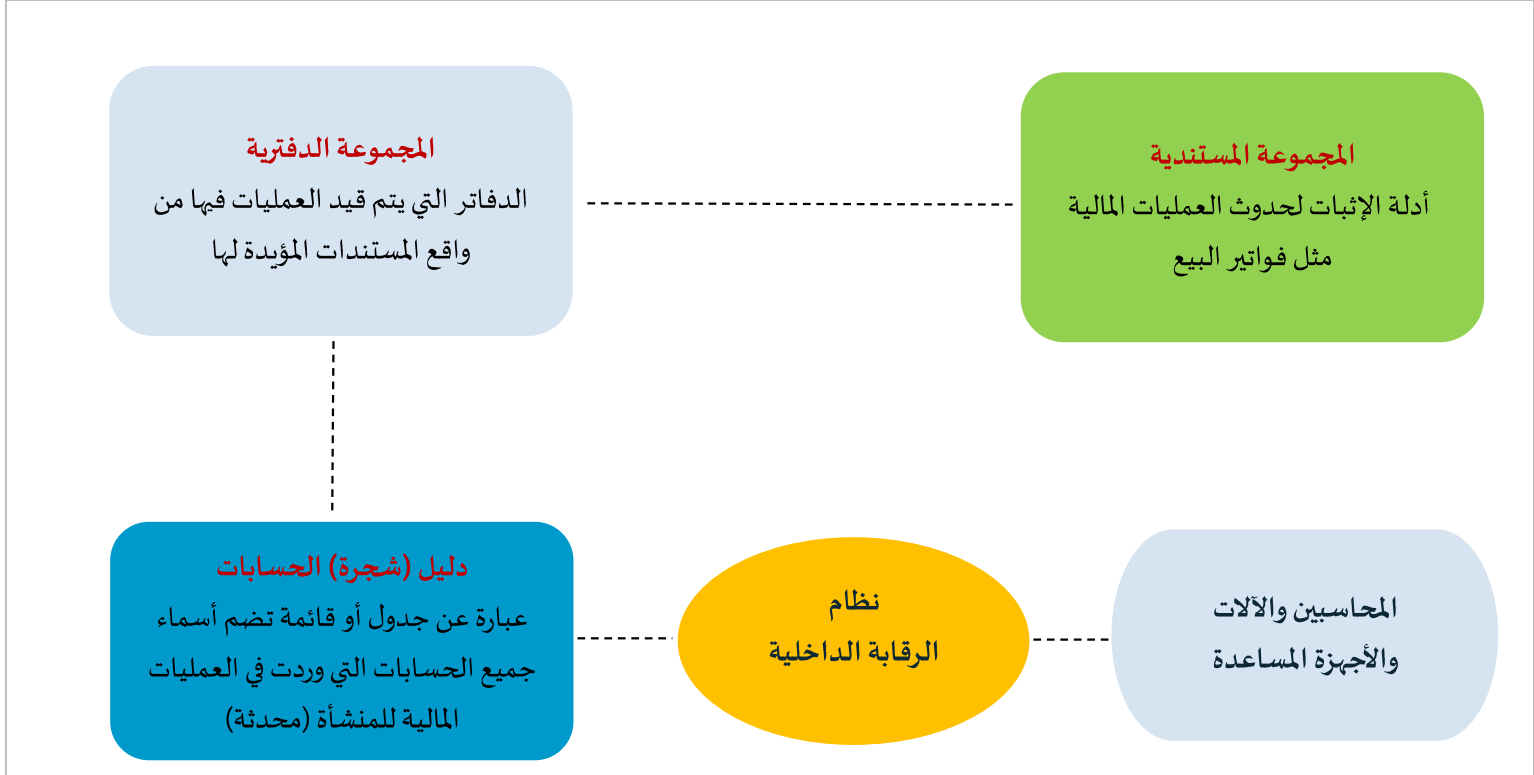 المجموعة المستندية
أدلة الإثبات لحدوث العمليات المالية
مثل فواتير البيع
المجموعة الدفترية
الدفاتر التي يتم قيد العمليات فيها من
واقع المستندات المؤيدة لها
دليل (شجرة) الحسابات
عبارة عن جدول أو قائمة تضم أسماء
جميع الحسابات التي وردت في العمليات
المالية للمنشأة (محدثة)
نظام
الرقابة الداخلية
المحاسبين والآلات
والأجهزة المساعدة